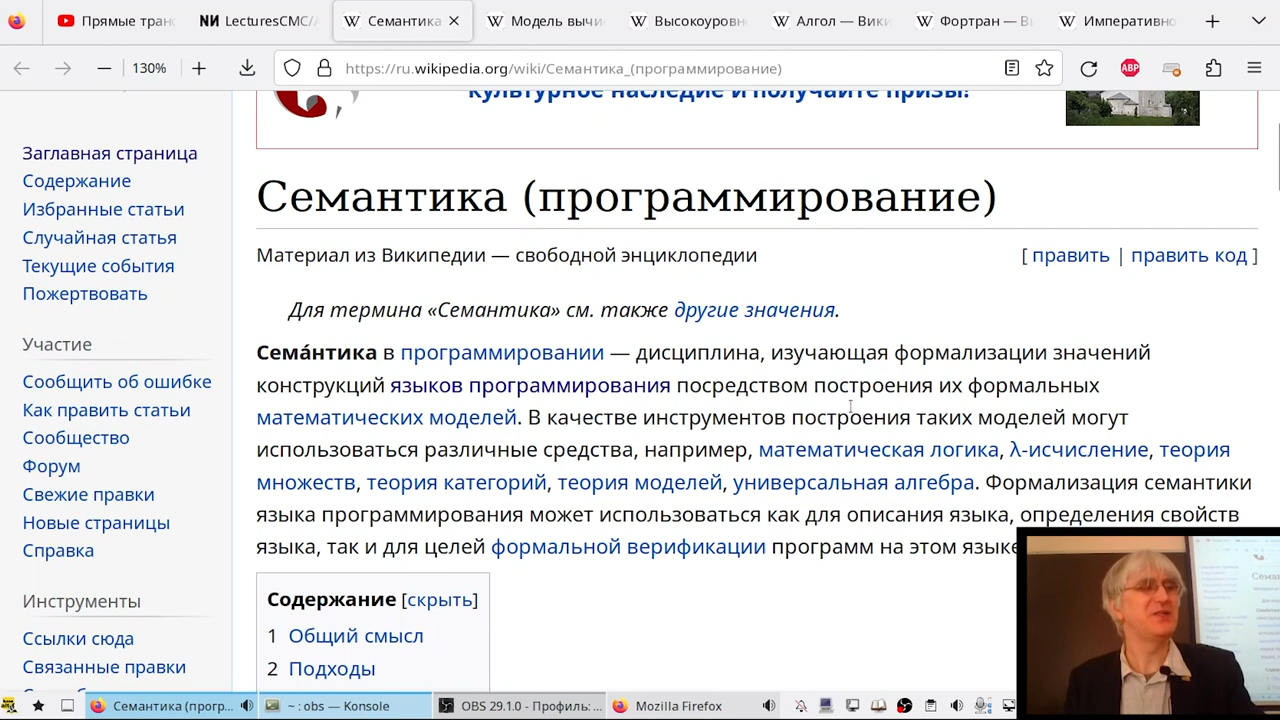 Прямые тран
LecturesCMC/
Семантика
Модель вычи
Высокоуровн
Алгол — Вики
Фортран — Ви
Императивно
130%
https://ru.wikipedia.org/wiki/Семантика_(программирование)
ABP
культурное наследие и получайте призы!
Заглавная страница
Содержание
Избранные статьи
Случайная статья
Текущие события
Пожертвовать
Участие
Сообщить об ошибке
Как править статьи
Сообщество
Форум
Свежие правки
Новые страницы
Справка
Инструменты
Ссылки сюда
Связанные правки
Семантика (программирование)
Материал из Википедии — свободной энциклопедии
[ править | править код ]
Для термина «Семантика» см. также другие значения.
Сема́нтика в программировании — дисциплина, изучающая формализации значений
конструкций языков программирования посредством построения их формальных
математических моделей. В качестве инструментов построения таких моделей могут
использоваться различные средства, например, математическая логика, λ-исчисление, теория
множеств, теория категорий, теория моделей, универсальная алгебра. Формализация семантики
языка программирования может использоваться как для описания языка, определения свойств
языка, так и для целей формальной верификации программ на этом языке
Содержание [скрыть]
1 Общий смысл
2 Подходы
Семантика (прогр...
~ : obs — Konsole
OBS 29.1.0 - Профиль: ...
Mozilla Firefox